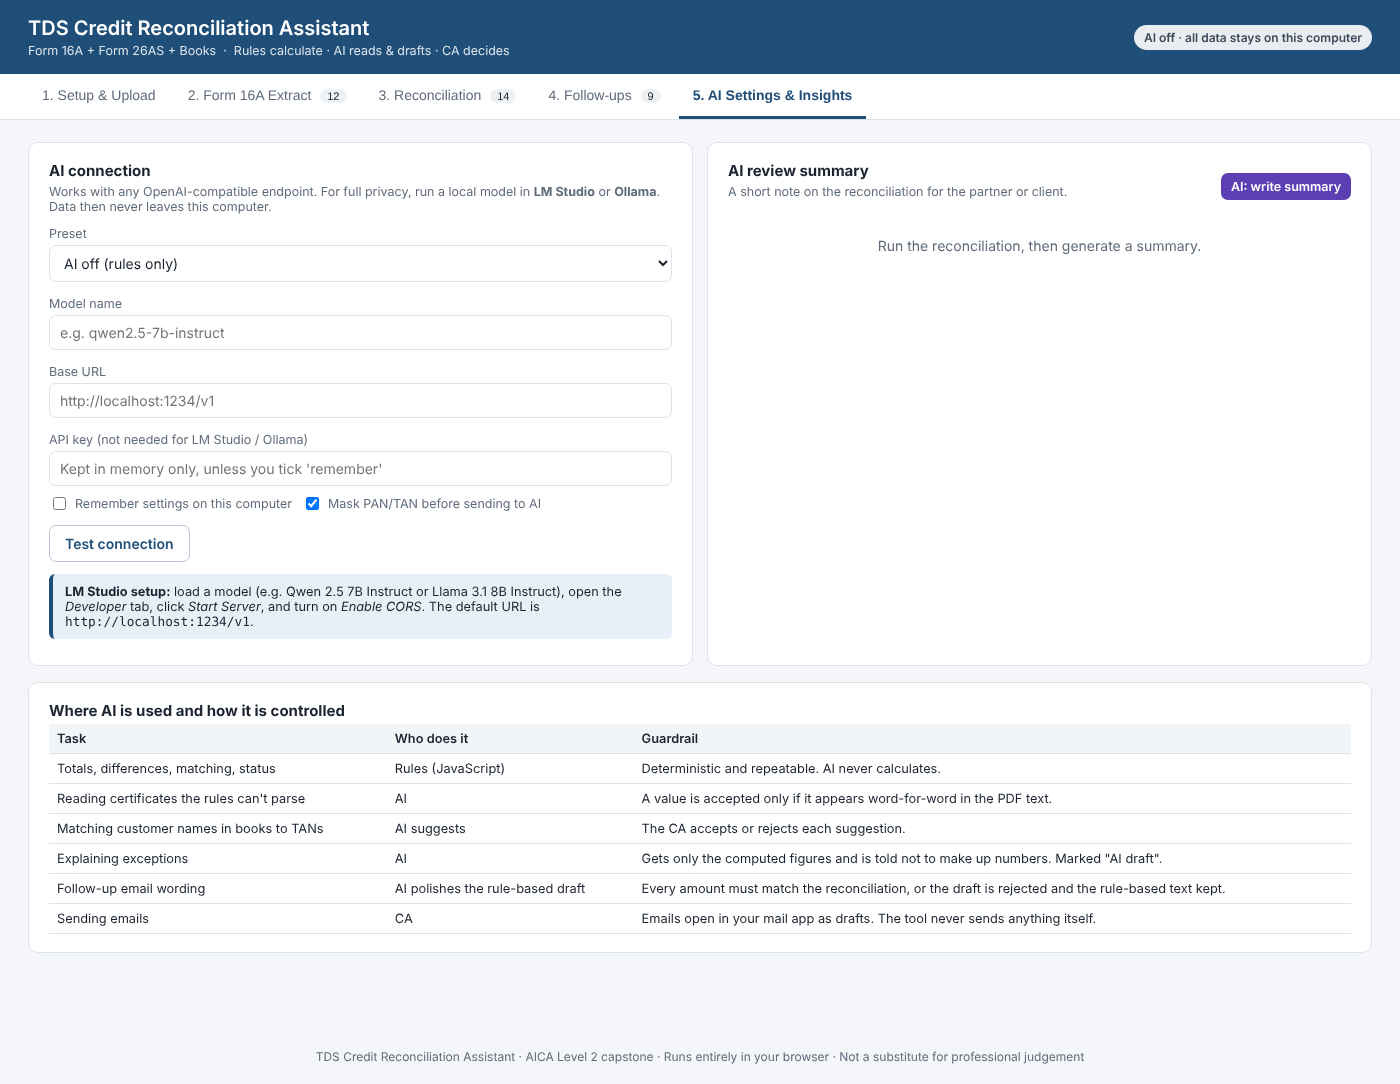 TDS Credit Reconciliation Assistant
Form 16A + Form 26AS + Books · Rules calculate · AI reads & drafts · CA decides
AI off · all data stays on this computer
1. Setup & Upload
2. Form 16A Extract 12
3. Reconciliation 14
4. Follow-ups 9
5. AI Settings & Insights
AI connection
Works with any OpenAI-compatible endpoint. For full privacy, run a local model in LM Studio or Ollama.
Data then never leaves this computer.
Preset
AI off (rules only)
Model name
e.g. qwen2.5-7b-instruct
Base URL
http://localhost:1234/v1
API key (not needed for LM Studio / Ollama)
Kept in memory only, unless you tick 'remember'
Remember settings on this computer
Mask PAN/TAN before sending to AI
Test connection
LM Studio setup: load a model (e.g. Qwen 2.5 7B Instruct or Llama 3.1 8B Instruct), open the
Developer tab, click Start Server, and turn on Enable CORS. The default URL is
http://localhost:1234/v1.
AI review summary
A short note on the reconciliation for the partner or client.
AI: write summary
Run the reconciliation, then generate a summary.
Where AI is used and how it is controlled
Task Who does it Guardrail
Totals, differences, matching, status Rules (JavaScript) Deterministic and repeatable. AI never calculates.
Reading certificates the rules can't parse AI A value is accepted only if it appears word-for-word in the PDF text.
Matching customer names in books to TANs AI suggests The CA accepts or rejects each suggestion.
Explaining exceptions AI Gets only the computed figures and is told not to make up numbers. Marked "AI draft".
Follow-up email wording AI polishes the rule-based draft Every amount must match the reconciliation, or the draft is rejected and the rule-based text kept.
Sending emails CA Emails open in your mail app as drafts. The tool never sends anything itself.
TDS Credit Reconciliation Assistant · AICA Level 2 capstone · Runs entirely in your browser · Not a substitute for professional judgement